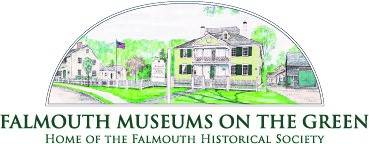 FALMOUTH MUSEUMS ON THE GREEN
HOME OF THE FALMOUTH HISTORICAL SOCIETY